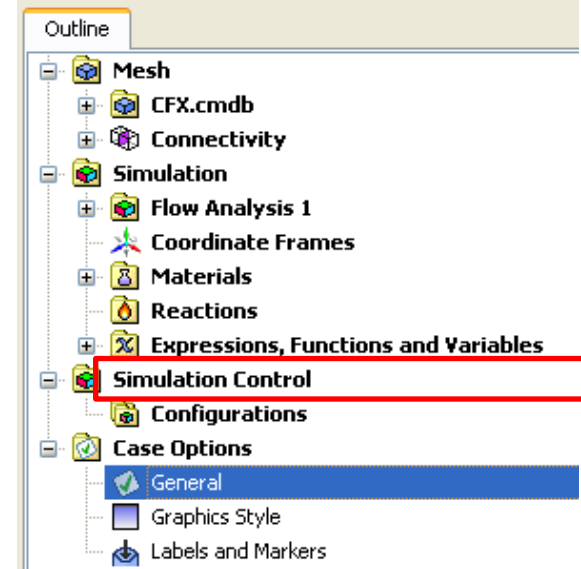 Outline
Mesh
CFX.cmdb
Connectivity
Simulation
Flow Analysis 1
Coordinate Frames
Materials
Reactions
Expressions, Functions and Variables
Simulation Control
Configurations
Case Options
General
Graphics Style
Labels and Markers